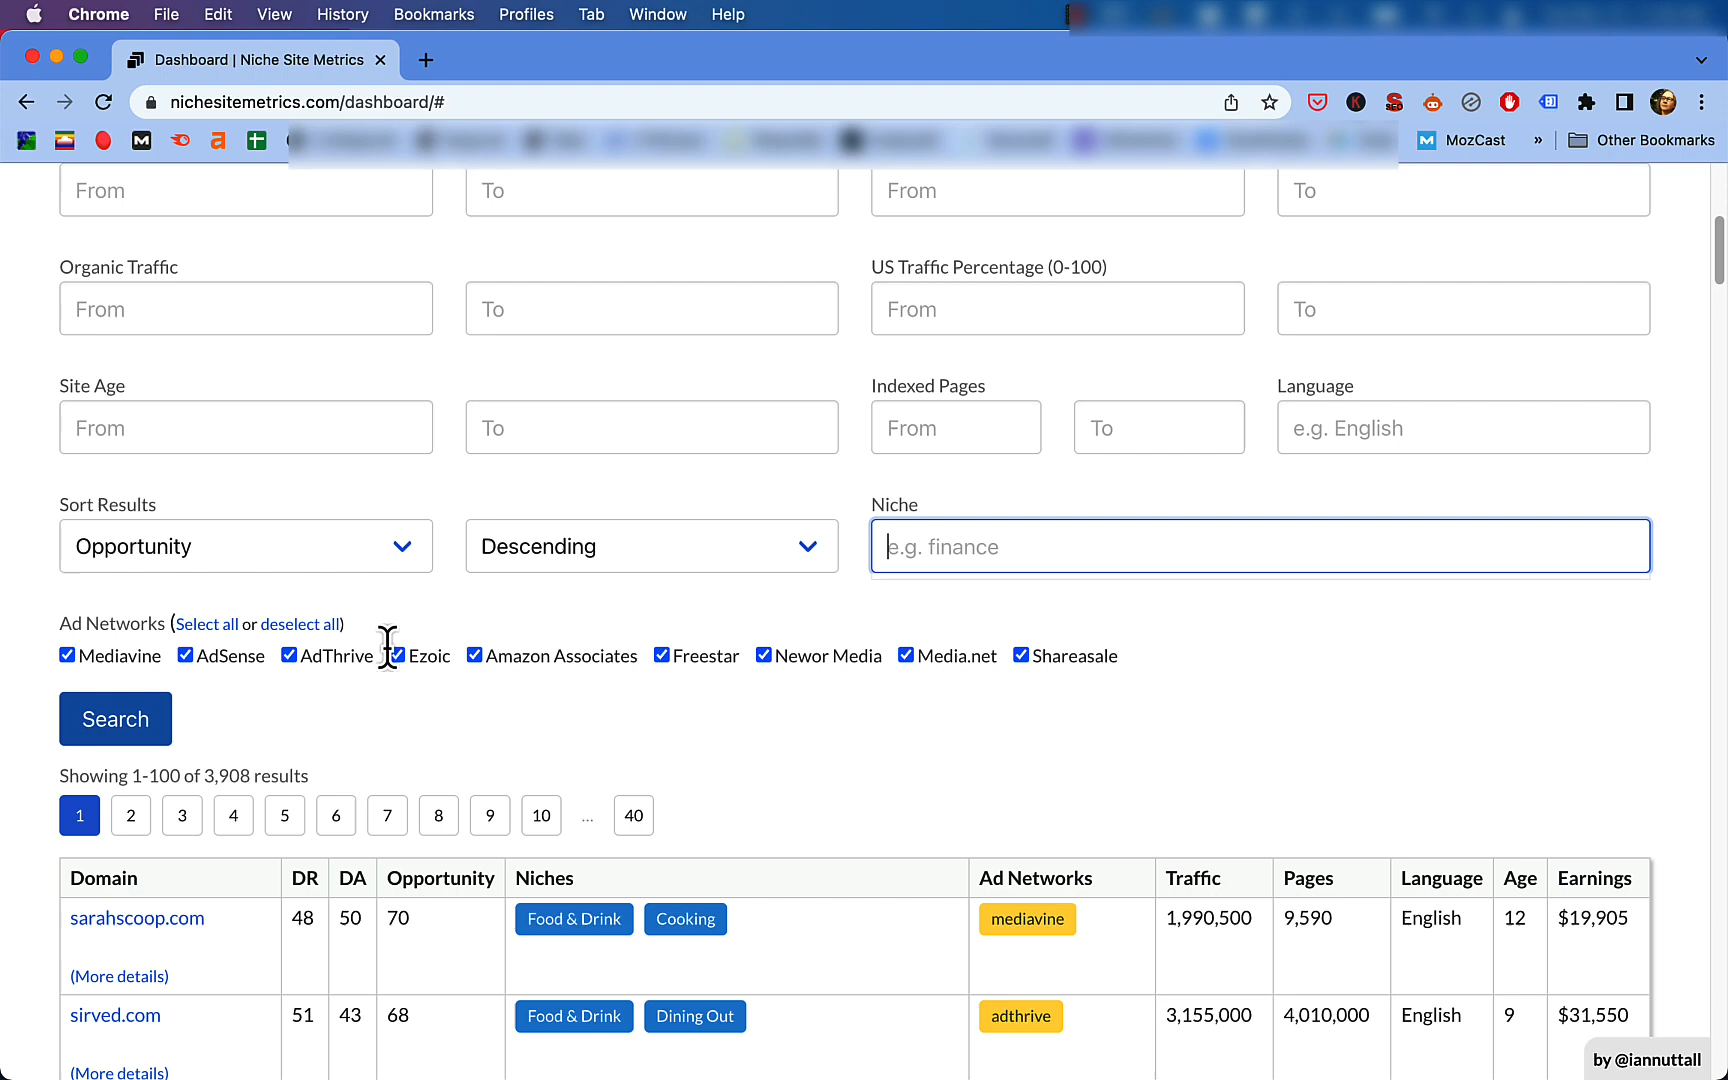 Chrome File Edit View History Bookmarks Profiles Tab Window Help
Dashboard | Niche Site Metrics
nichesitemetrics.com/dashboard/#
MozCast » Other Bookmarks
From To From To
Organic Traffic US Traffic Percentage (0-100)
From To From To
Site Age Indexed Pages Language
From To From To e.g. English
Sort Results Niche
Opportunity Descending e.g. finance
Ad Networks (Select all or deselect all)
Mediavine AdSense AdThrive Ezoic Amazon Associates Freestar Newor Media Media.net Shareasale
Search
Showing 1-100 of 3,908 results
1 2 3 4 5 6 7 8 9 10 ... 40
Domain DR DA Opportunity Niches Ad Networks Traffic Pages Language Age Earnings
sarahscoop.com 48 50 70 Food & Drink Cooking mediavine 1,990,500 9,590 English 12 $19,905
(More details)
sirved.com 51 43 68 Food & Drink Dining Out adthrive 3,155,000 4,010,000 English 9 $31,550
(More details)
by @iannuttall